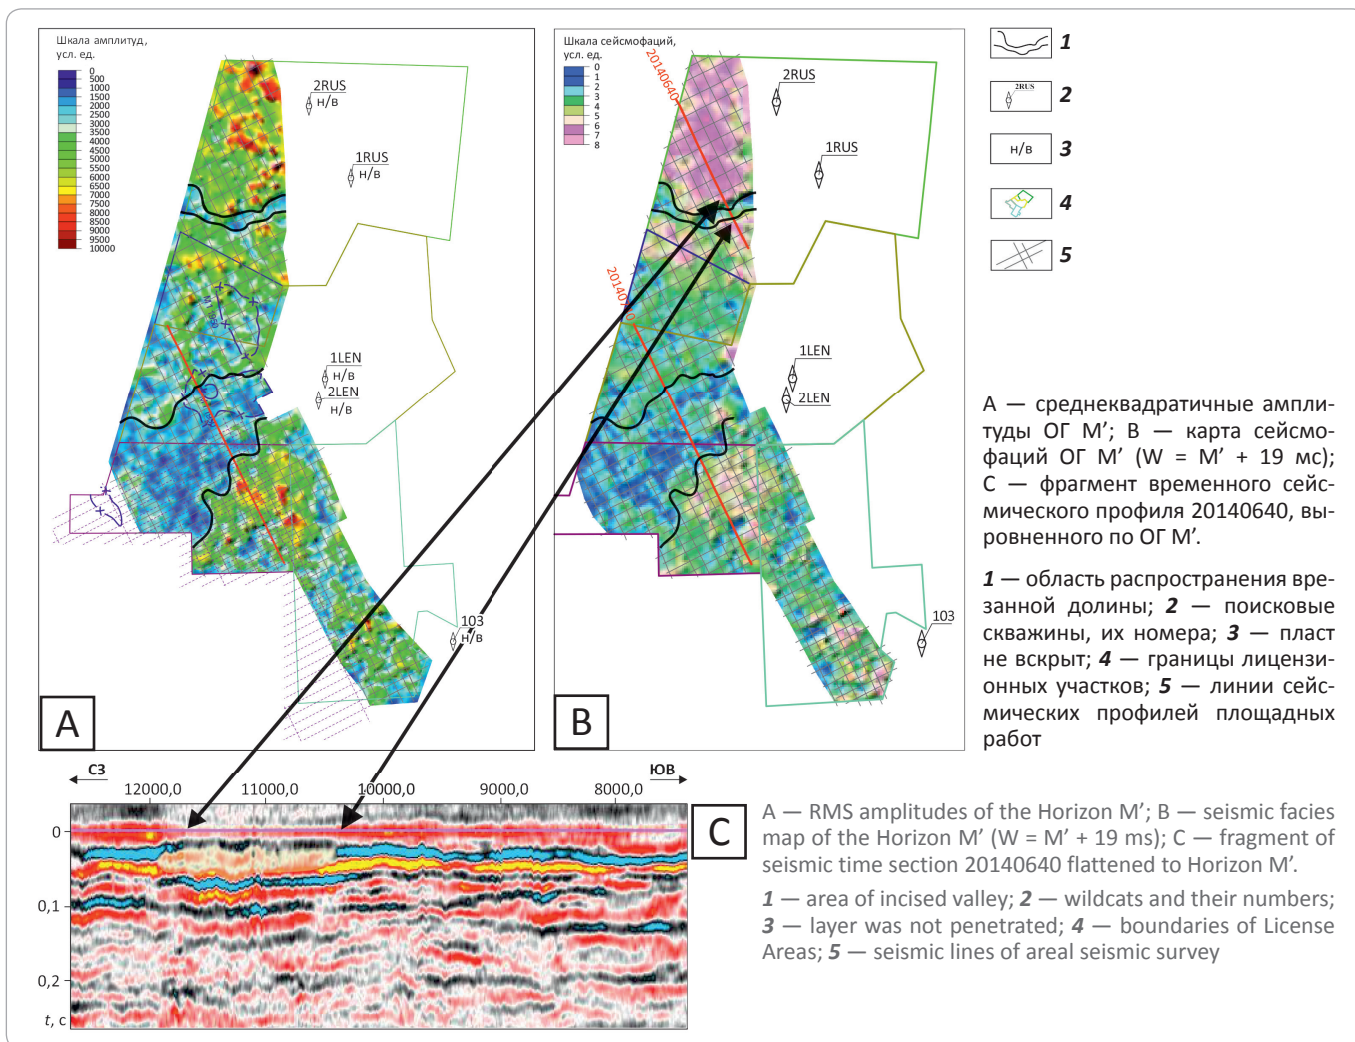 Шкала амплитуд,
усл. ед.
0
500
1000
1500
2000
2500
3000
3500
4000
4500
5000
5500
6000
6500
7000
7500
8000
8500
9000
9500
10000
2RUS
н/в
1RUS
н/в
1LEN
н/в
2LEN
н/в
103
н/в
A
Шкала сейсмофаций,
усл. ед.
0
1
2
3
4
5
6
7
8
20140640
2RUS
1RUS
1LEN
2LEN
103
B
1
2RUS
2
н/в
3
4
5
А — среднеквадратичные ампли-
туды ОГ М′; В — карта сейсмо-
фаций ОГ М′ (W = M′ + 19 мс);
С — фрагмент временного сейс-
мического профиля 20140640, вы-
ровненного по ОГ М′.
1 — область распространения вре-
занной долины; 2 — поисковые
скважины, их номера; 3 — пласт
не вскрыт; 4 — границы лицензи-
онных участков; 5 — линии сейс-
мических профилей площадных
работ
СЗ
ЮВ
12000,0 11000,0 10000,0 9000,0 8000,0
0
0,1
0,2
t, с
C
A — RMS amplitudes of the Horizon M′; B — seismic facies
map of the Horizon M′ (W = M′ + 19 ms); C — fragment of
seismic time section 20140640 flattened to Horizon M′.
1 — area of incised valley; 2 — wildcats and their numbers;
3 — layer was not penetrated; 4 — boundaries of License
Areas; 5 — seismic lines of areal seismic survey